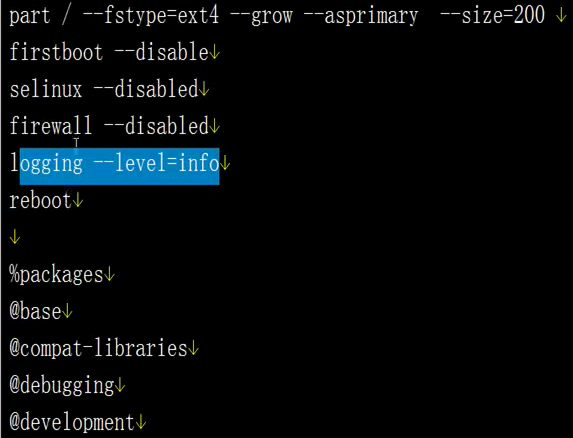 part / --fstype=ext4 --grow --asprimary  --size=200 ↓
firstboot --disable↓
selinux --disabled↓
firewall --disabled↓
logging --level=info↓
reboot↓
↓
%packages↓
@base↓
@compat-libraries↓
@debugging↓
@development↓